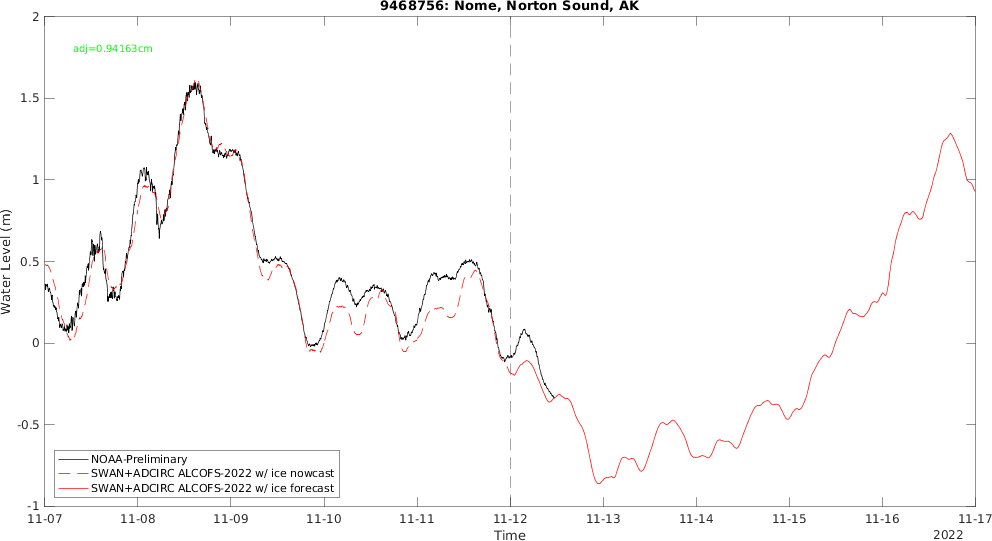 9468756: Nome, Norton Sound, AK
adj=0.94163cm
Water Level (m)
2
1.5
1
0.5
0
-0.5
-1
NOAA-Preliminary
SWAN+ADCIRC ALCOFS-2022 w/ ice nowcast
SWAN+ADCIRC ALCOFS-2022 w/ ice forecast
11-07 11-08 11-09 11-10 11-11 11-12 11-13 11-14 11-15 11-16 11-17
Time
2022